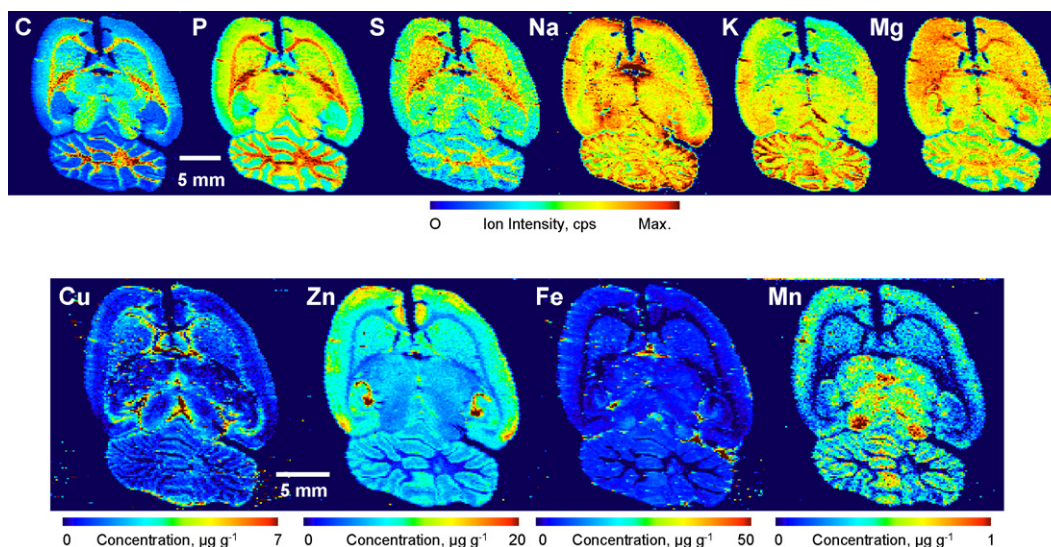 C P S Na K Mg
5 mm
O Ion Intensity, cps Max.
Cu Zn Fe Mn
5 mm
0 Concentration, µg g⁻¹ 7 0 Concentration, µg g⁻¹ 20 0 Concentration, µg g⁻¹ 50 0 Concentration, µg g⁻¹ 1